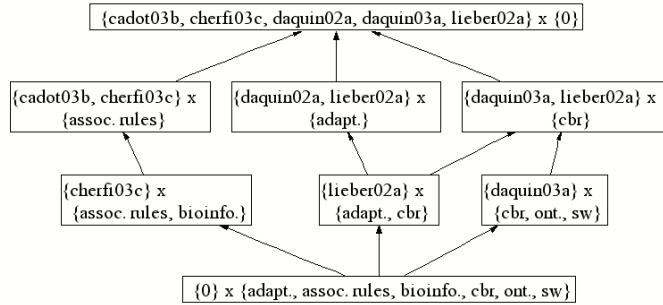 {cadot03b, cherfi03c, daquin02a, daquin03a, lieber02a} x {0}
{cadot03b, cherfi03c} x
{assoc. rules}
{daquin02a, lieber02a} x
{adapt.}
{daquin03a, lieber02a} x
{cbr}
{cherfi03c} x
{assoc. rules, bioinfo.}
{lieber02a} x
{adapt., cbr}
{daquin03a} x
{cbr, ont., sw}
{0} x {adapt., assoc. rules, bioinfo., cbr, ont., sw}